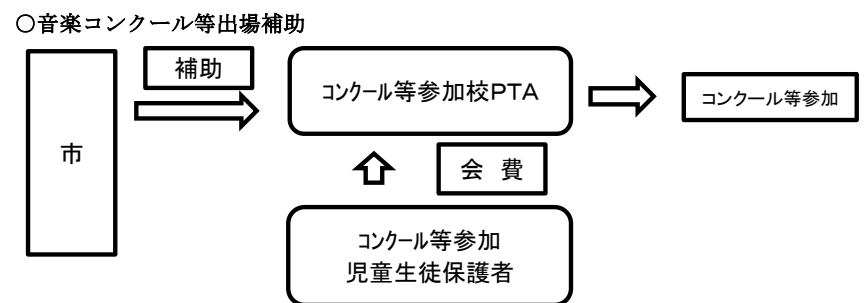 〇音楽コンクール等出場補助
補助
市
コンクール等参加校PTA
コンクール等参加
会 費
コンクール等参加
児童生徒保護者